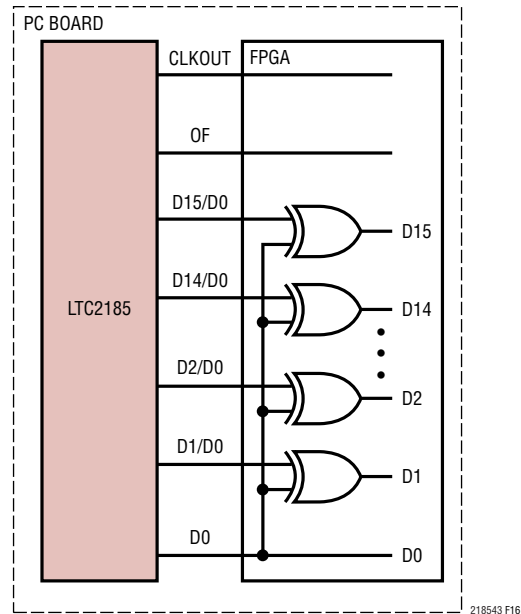 PC BOARD
CLKOUT
FPGA
OF
D15/D0
D15
D14/D0
LTC2185
D14
D2/D0
D2
D1/D0
D1
D0
D0
218543 F16